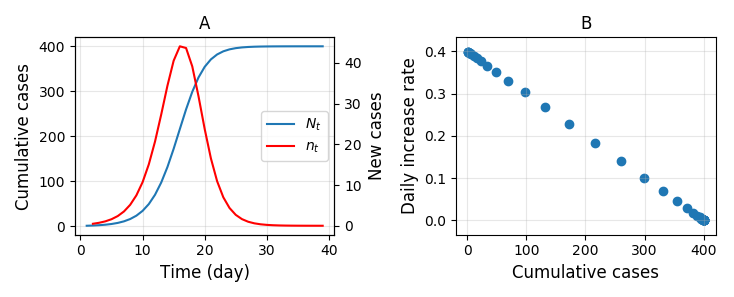 A
Cumulative cases
400
300
200
100
0
40
30
20
10
0
New cases
N_t
n_t
0
10
20
30
40
Time (day)
B
Daily increase rate
0.4
0.3
0.2
0.1
0.0
0
100
200
300
400
Cumulative cases